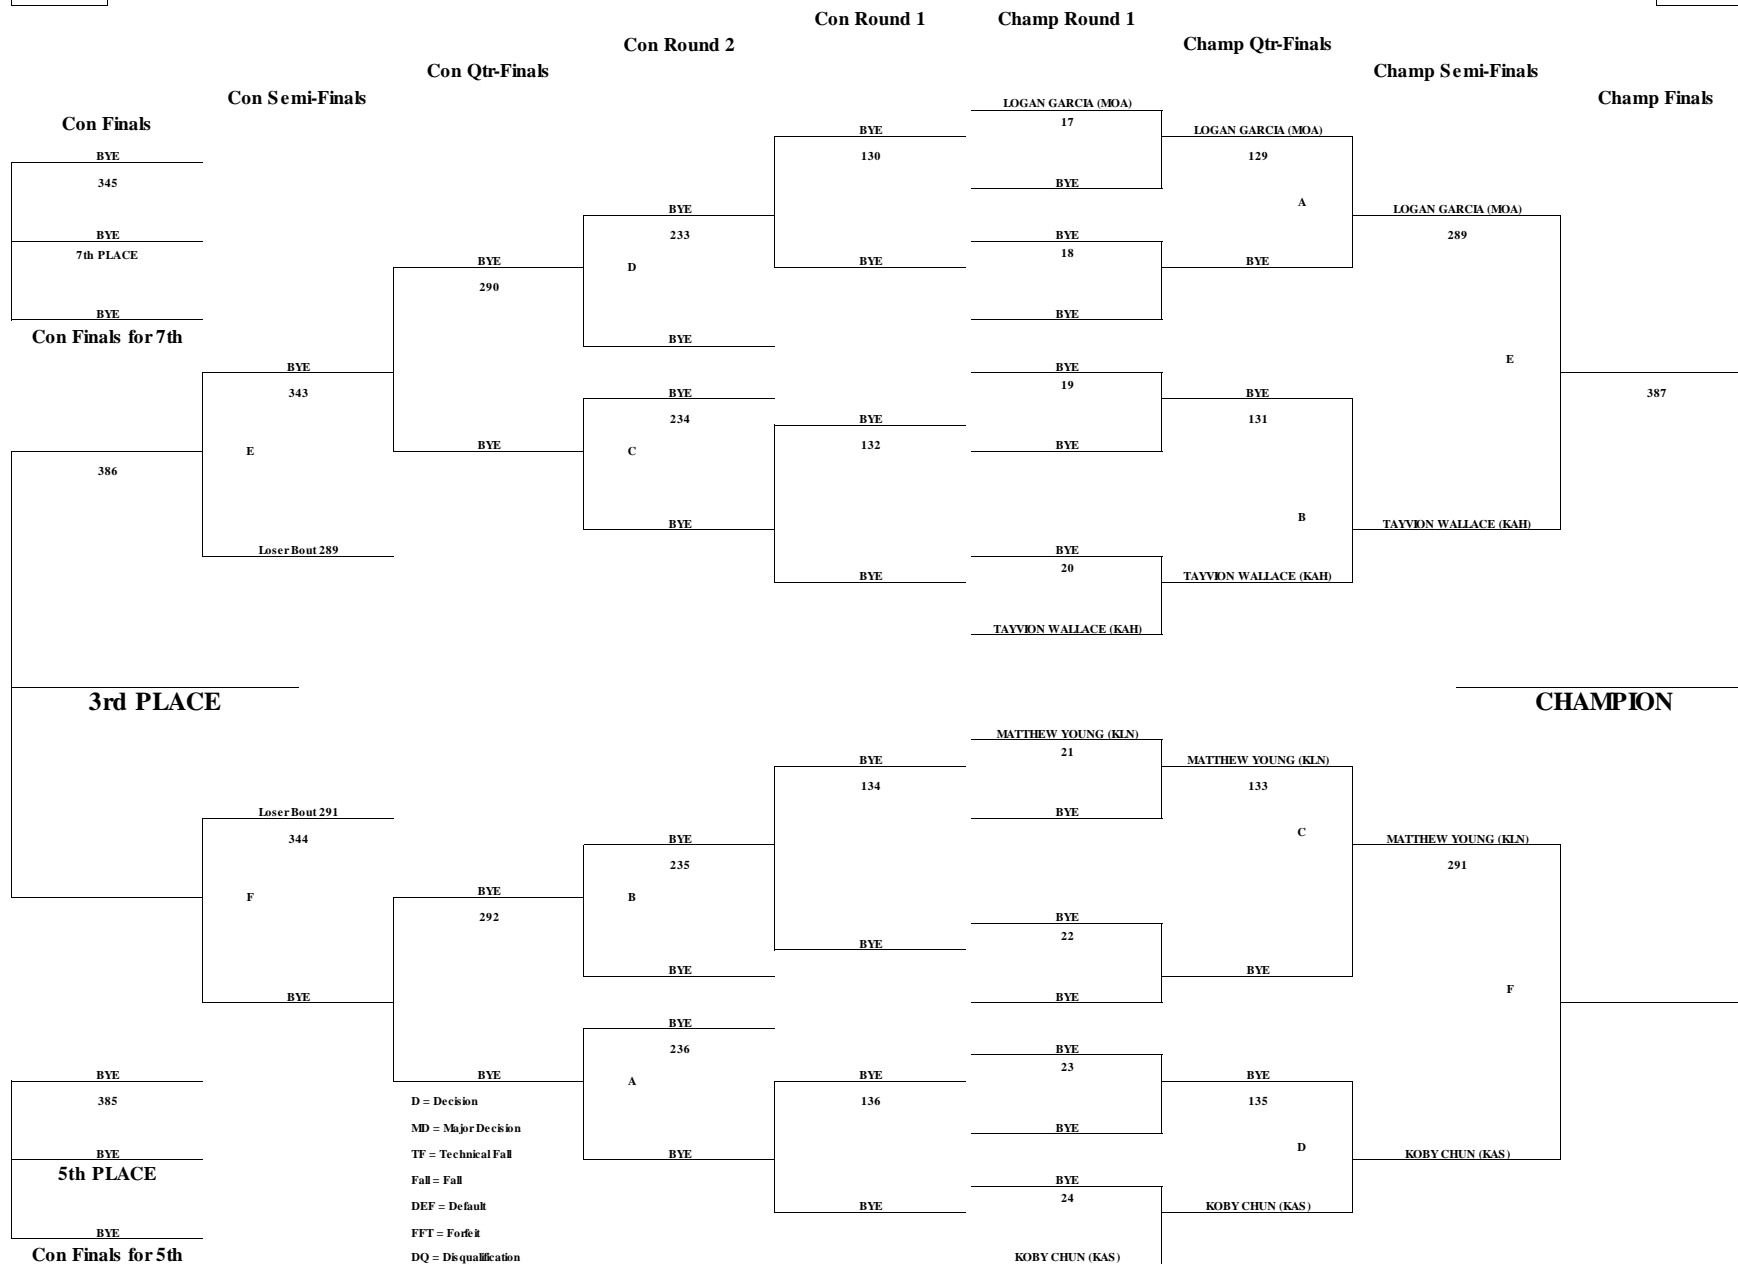 Con Round 1
Champ Round 1
Con Round 2
Champ Qtr-Finals
Con Qtr-Finals
Champ Semi-Finals
Con Semi-Finals
Champ Finals
LOGAN GARCIA (MOA)
Con Finals
17
BYE
LOGAN GARCIA (MOA)
BYE
130
129
345
BYE
A
BYE
LOGAN GARCIA (MOA)
BYE
233
BYE
289
7th PLACE
18
BYE
D
BYE
BYE
290
BYE
BYE
Con Finals for 7th
BYE
E
BYE
BYE
19
343
BYE
BYE
387
234
BYE
131
BYE
E
C
132
BYE
386
B
BYE
TAYVION WALLACE (KAH)
Loser Bout 289
BYE
20
BYE
TAYVION WALLACE (KAH)
TAYVION WALLACE (KAH)
3rd PLACE
CHAMPION
MATTHEW YOUNG (KLN)
21
BYE
MATTHEW YOUNG (KLN)
134
133
Loser Bout 291
BYE
C
344
BYE
MATTHEW YOUNG (KLN)
235
291
BYE
F
B
292
BYE
22
BYE
BYE
BYE
F
BYE
BYE
BYE
236
BYE
23
BYE
BYE
A
BYE
BYE
385
D = Decision
136
135
MD = Major Decision
BYE
D
BYE
TF = Technical Fall
BYE
KOBY CHUN (KAS)
5th PLACE
Fall = Fall
BYE
24
DEF = Default
BYE
KOBY CHUN (KAS)
BYE
FFT = Forfeit
Con Finals for 5th
DQ = Disqualification
KOBY CHUN (KAS)